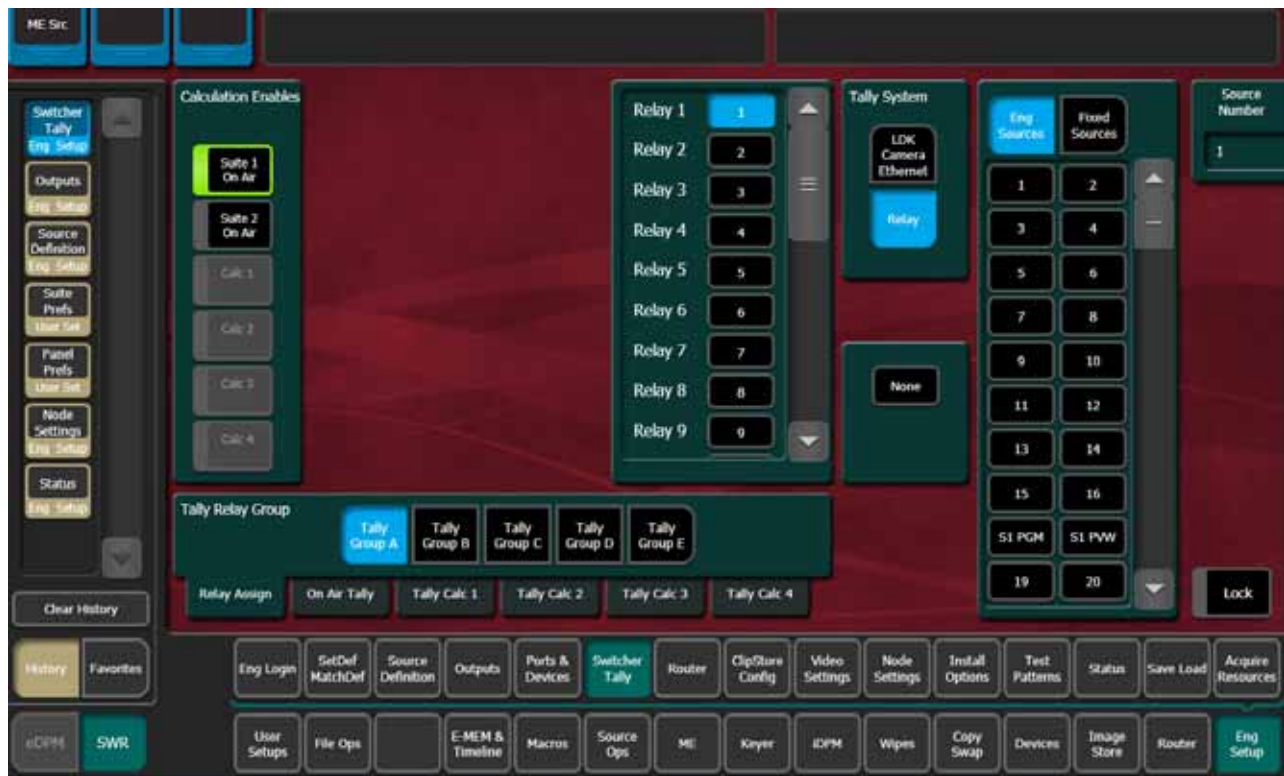 ME Src
Switcher
Tally
Eng Setup
Outputs
Eng Setup
Source
Definition
Eng Setup
Suite
Prefs
User Set
Panel
Prefs
User Set
Node
Settings
Eng Setup
Status
Eng Setup
Clear History
History
Favorites
eDPM
SWR
Calculation Enables
Suite 1
On Air
Suite 2
On Air
Calc 1
Calc 2
Calc 3
Calc 4
Relay 1 1
Relay 2 2
Relay 3 3
Relay 4 4
Relay 5 5
Relay 6 6
Relay 7 7
Relay 8 8
Relay 9 9
Tally System
LDK
Camera
Ethernet
Relay
None
Eng
Sources
Fixed
Sources
1 2
3 4
5 6
7 8
9 10
11 12
13 14
15 16
S1 PGM S1 PVW
19 20
Source
Number
1
Lock
Tally Relay Group
Tally
Group A
Tally
Group B
Tally
Group C
Tally
Group D
Tally
Group E
Relay Assign
On Air Tally
Tally Calc 1
Tally Calc 2
Tally Calc 3
Tally Calc 4
Eng Login
SetDef
MatchDef
Source
Definition
Outputs
Ports &
Devices
Switcher
Tally
Router
ClipStore
Config
Video
Settings
Node
Settings
Install
Options
Test
Patterns
Status
Save Load
Acquire
Resources
User
Setups
File Ops
E-MEM &
Timeline
Macros
Source
Ops
ME
Keyer
iDPM
Wipes
Copy
Swap
Devices
Image
Store
Router
Eng
Setup